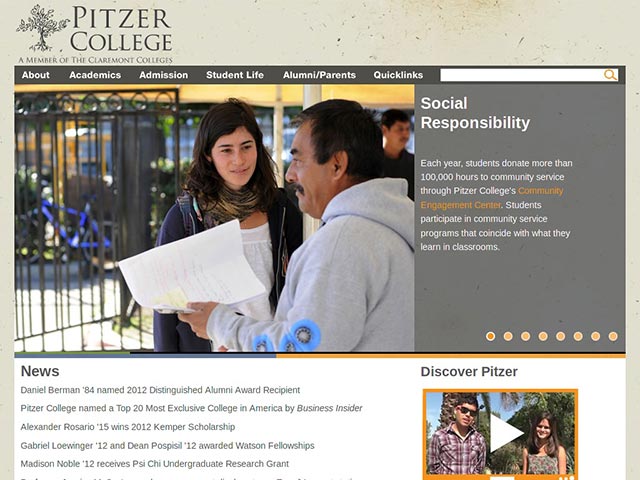 PITZER
COLLEGE
A MEMBER OF THE CLAREMONT COLLEGES
About Academics Admission Student Life Alumni/Parents Quicklinks
Social
Responsibility
Each year, students donate more than
100,000 hours to community service
through Pitzer College's Community
Engagement Center. Students
participate in community service
programs that coincide with what they
learn in classrooms.
News
Daniel Berman '84 named 2012 Distinguished Alumni Award Recipient
Pitzer College named a Top 20 Most Exclusive College in America by Business Insider
Alexander Rosario '15 wins 2012 Kemper Scholarship
Gabriel Loewinger '12 and Dean Pospisil '12 awarded Watson Fellowships
Madison Noble '12 receives Psi Chi Undergraduate Research Grant
Discover Pitzer